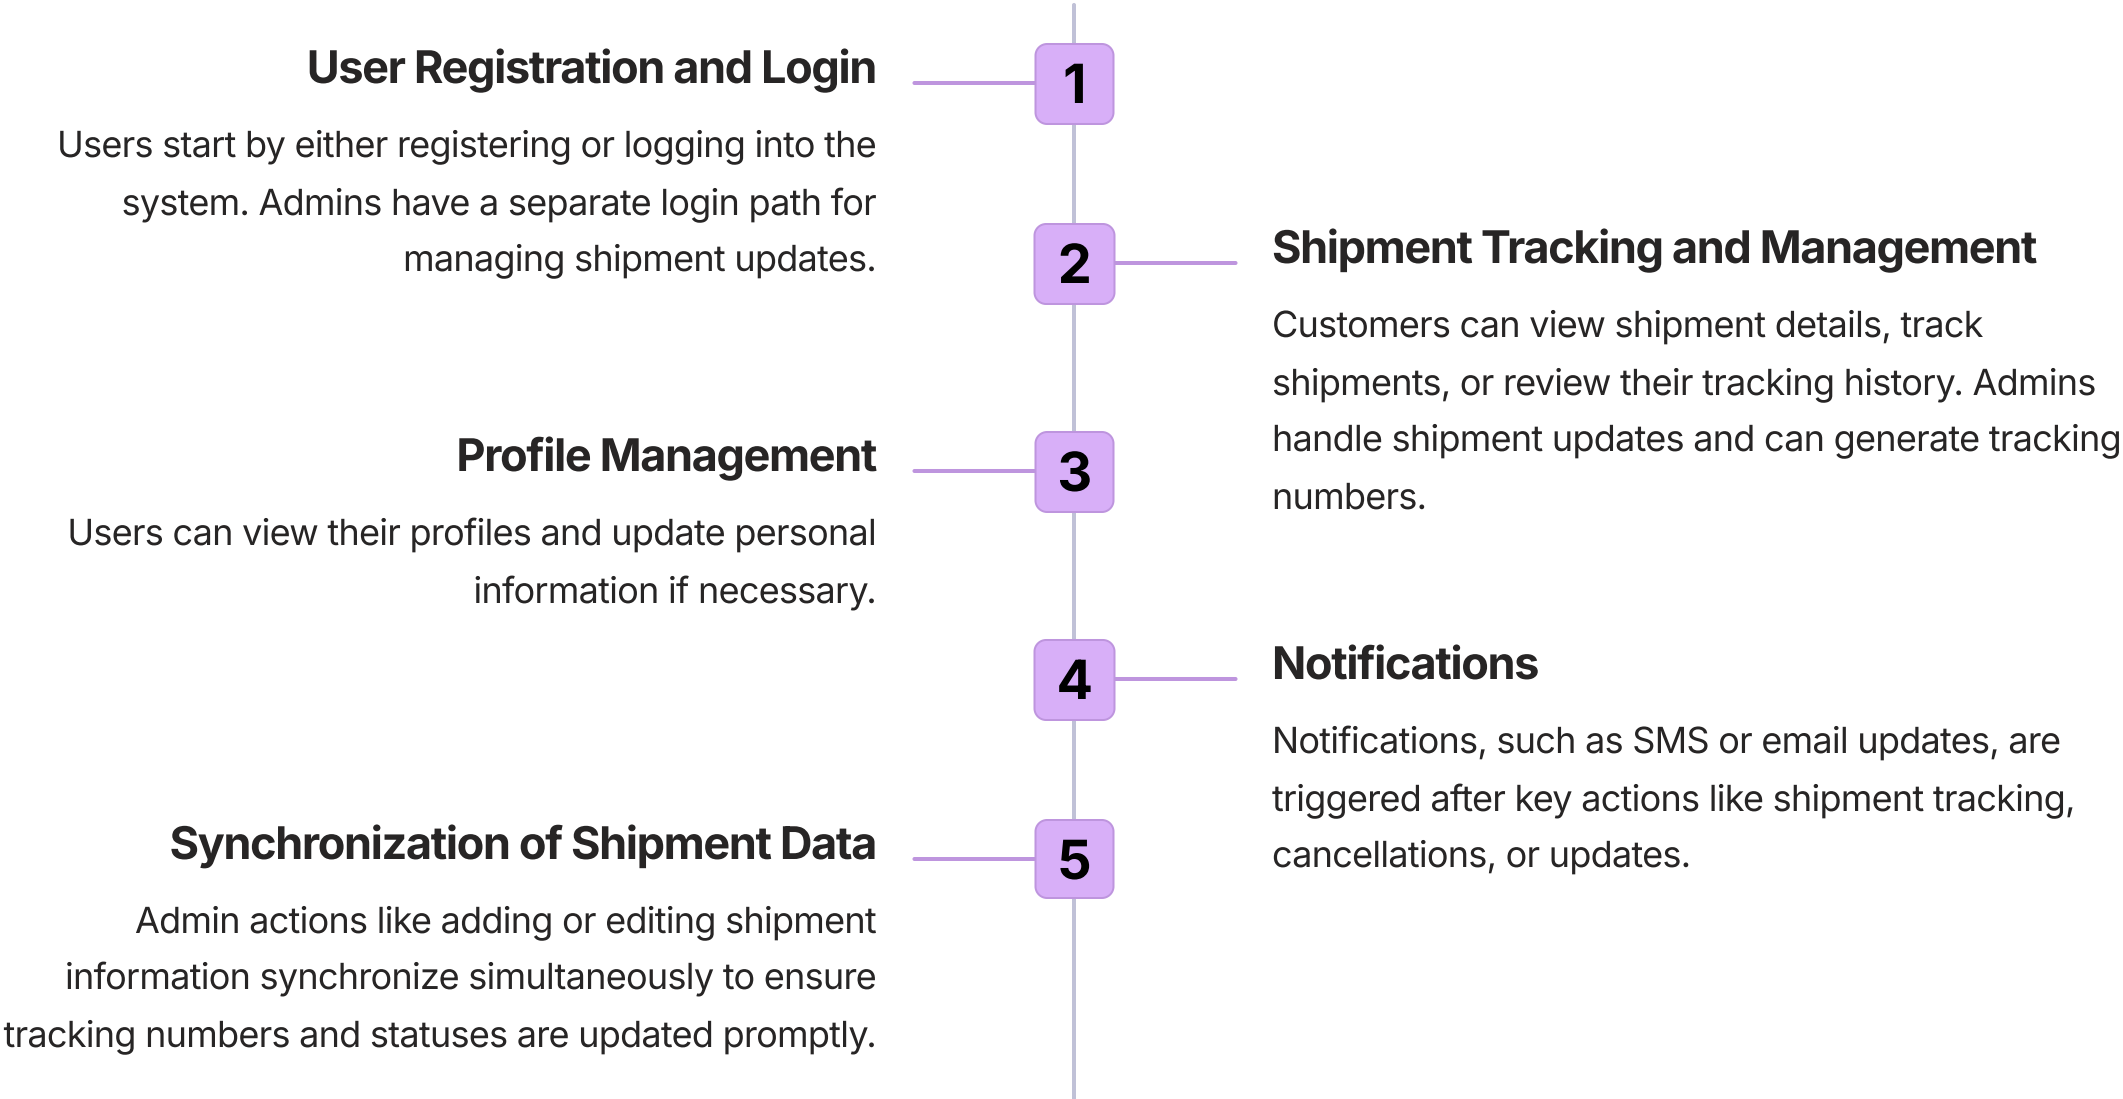 User Registration and Login
1
Users start by either registering or logging into the
system. Admins have a separate login path for
managing shipment updates.
2
Shipment Tracking and Management
Customers can view shipment details, track
shipments, or review their tracking history. Admins
handle shipment updates and can generate tracking
numbers.
Profile Management
3
Users can view their profiles and update personal
information if necessary.
4
Notifications
Notifications, such as SMS or email updates, are
triggered after key actions like shipment tracking,
cancellations, or updates.
Synchronization of Shipment Data
5
Admin actions like adding or editing shipment
information synchronize simultaneously to ensure
tracking numbers and statuses are updated promptly.